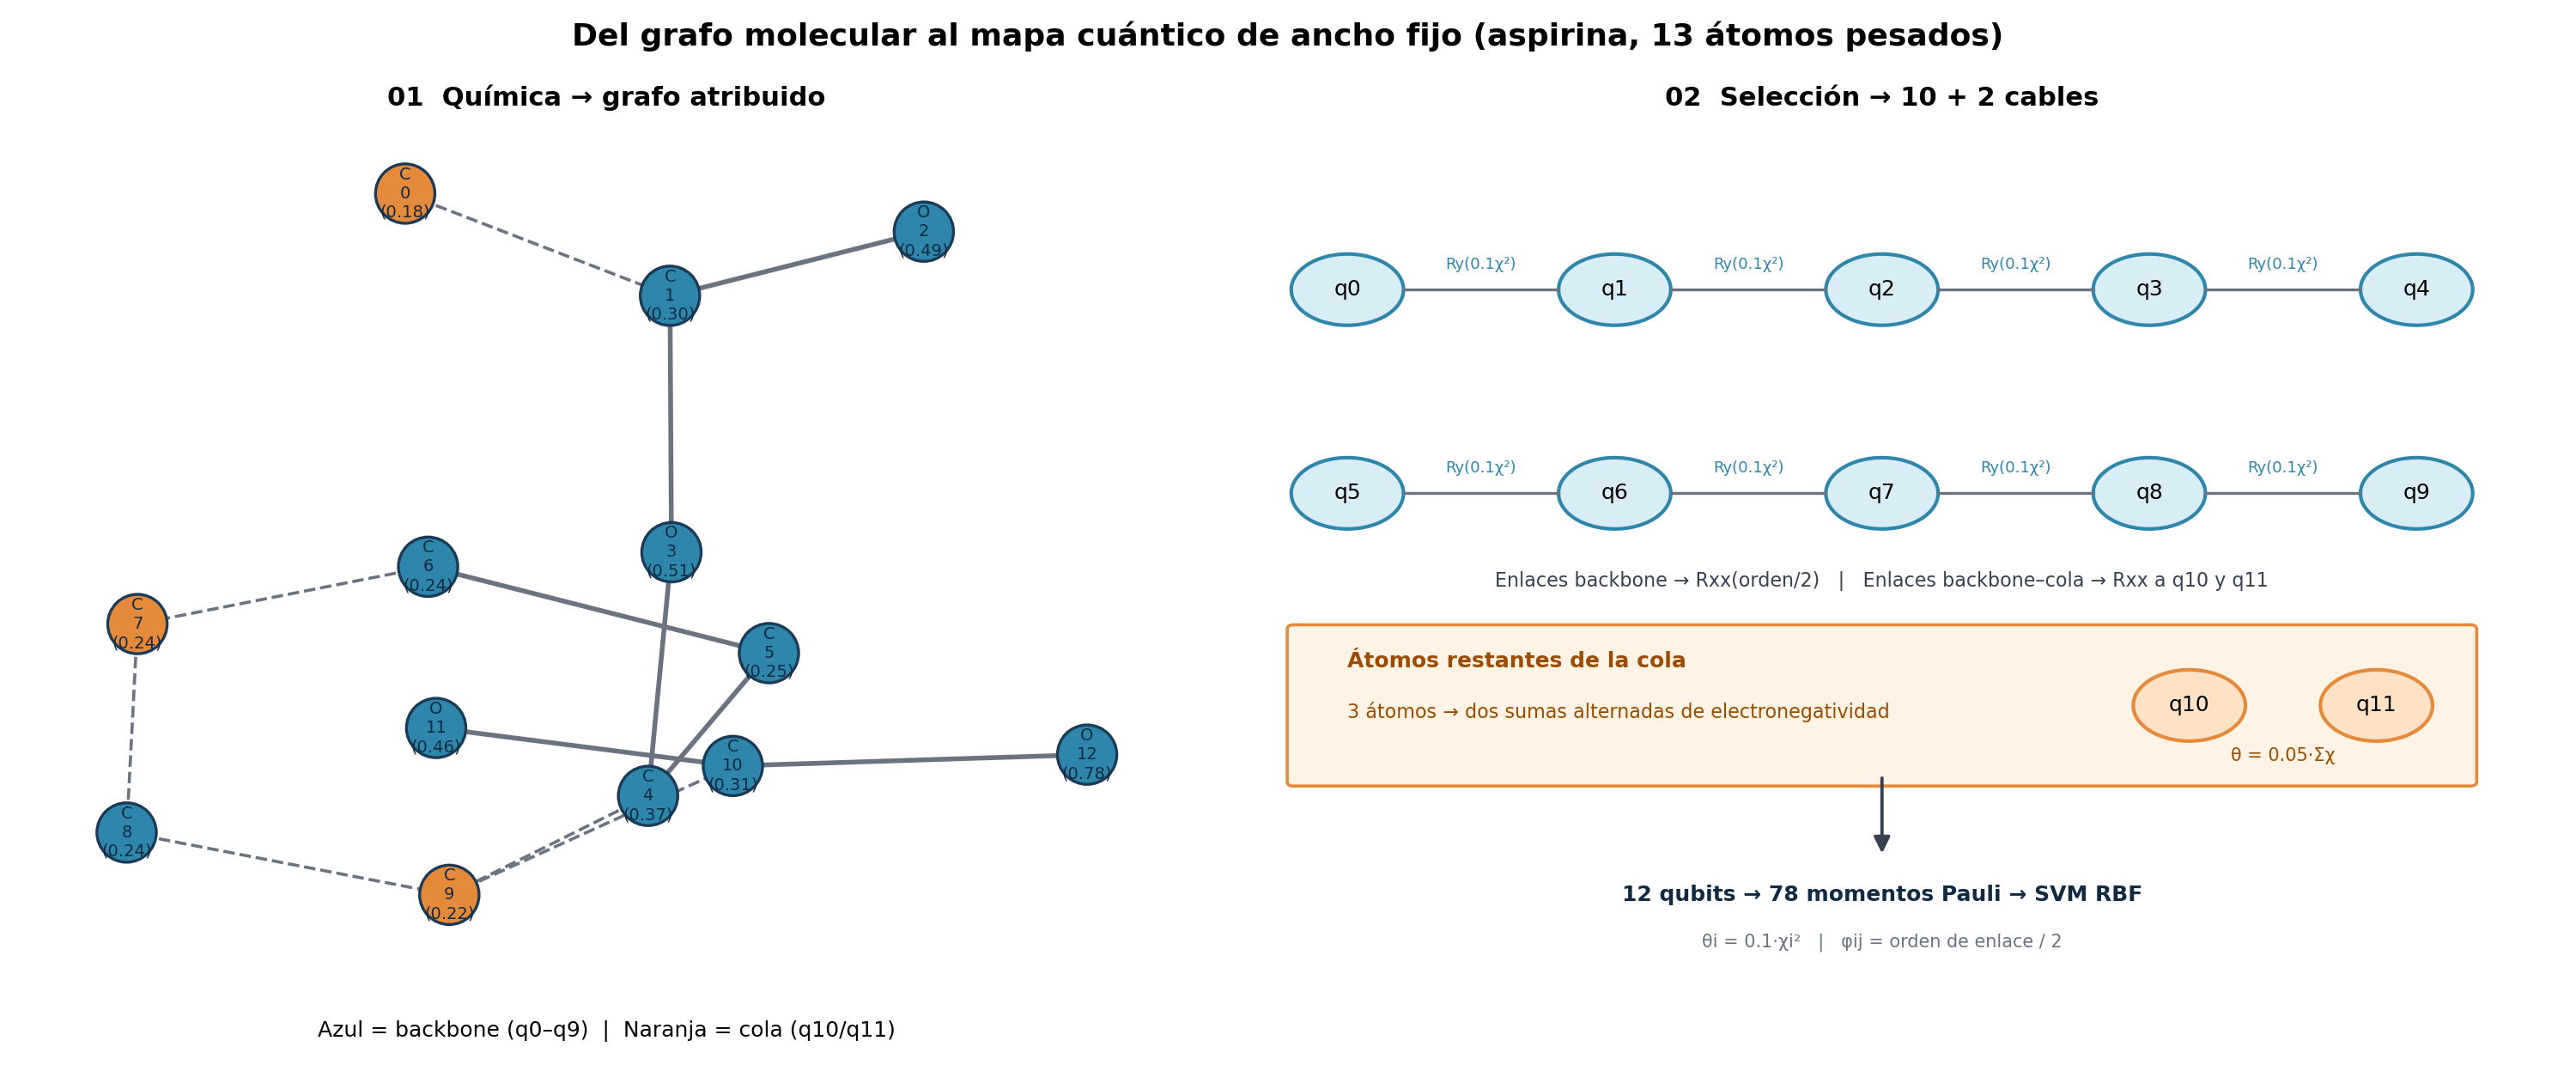 Del grafo molecular al mapa cuántico de ancho fijo (aspirina, 13 átomos pesados)
01  Química → grafo atribuido
C
0
(0.18)
O
2
(0.49)
C
1
(0.30)
O
3
(0.51)
C
6
(0.24)
C
7
(0.24)
C
5
(0.25)
O
11
(0.46)
C
10
(0.31)
O
12
(0.78)
C
4
(0.37)
C
8
(0.24)
C
9
(0.22)
Azul = backbone (q0–q9)  |  Naranja = cola (q10/q11)
02  Selección → 10 + 2 cables
Ry(0.1χ²) Ry(0.1χ²) Ry(0.1χ²) Ry(0.1χ²)
q0 q1 q2 q3 q4
Ry(0.1χ²) Ry(0.1χ²) Ry(0.1χ²) Ry(0.1χ²)
q5 q6 q7 q8 q9
Enlaces backbone → Rxx(orden/2)   |   Enlaces backbone–cola → Rxx a q10 y q11
Átomos restantes de la cola
3 átomos → dos sumas alternadas de electronegatividad
q10 q11
θ = 0.05·Σχ
12 qubits → 78 momentos Pauli → SVM RBF
θi = 0.1·χi²   |   φij = orden de enlace / 2